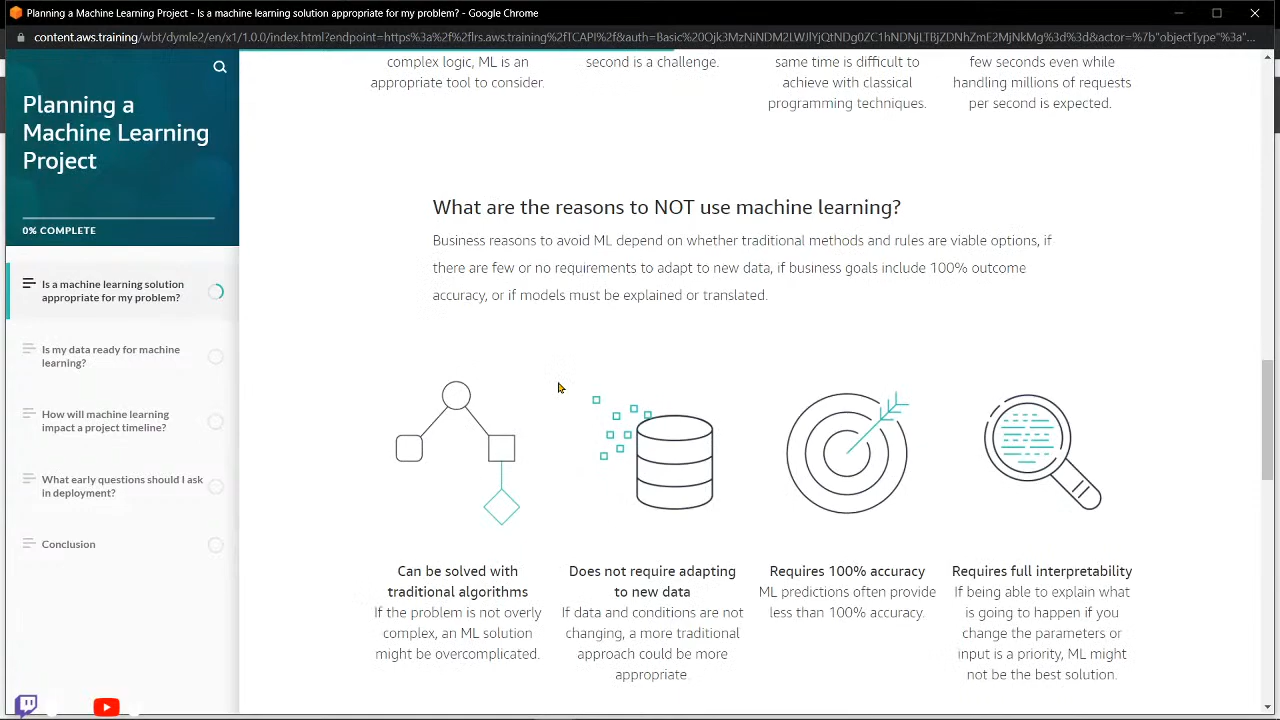 Planning a Machine Learning Project - Is a machine learning solution appropriate for my problem? - Google Chrome
Planning a
Machine Learning
Project
0% COMPLETE
Is a machine learning solution
appropriate for my problem?
Is my data ready for machine
learning?
How will machine learning
impact a project timeline?
What early questions should I ask
in deployment?
Conclusion
complex logic, ML is an
appropriate tool to consider.
second is a challenge.
same time is difficult to
achieve with classical
programming techniques.
few seconds even while
handling millions of requests
per second is expected.
What are the reasons to NOT use machine learning?
Business reasons to avoid ML depend on whether traditional methods and rules are viable options, if
there are few or no requirements to adapt to new data, if business goals include 100% outcome
accuracy, or if models must be explained or translated.
Can be solved with
traditional algorithms
If the problem is not overly
complex, an ML solution
might be overcomplicated.
Does not require adapting
to new data
If data and conditions are not
changing, a more traditional
approach could be more
appropriate.
Requires 100% accuracy
ML predictions often provide
less than 100% accuracy.
Requires full interpretability
If being able to explain what
is going to happen if you
change the parameters or
input is a priority, ML might
not be the best solution.